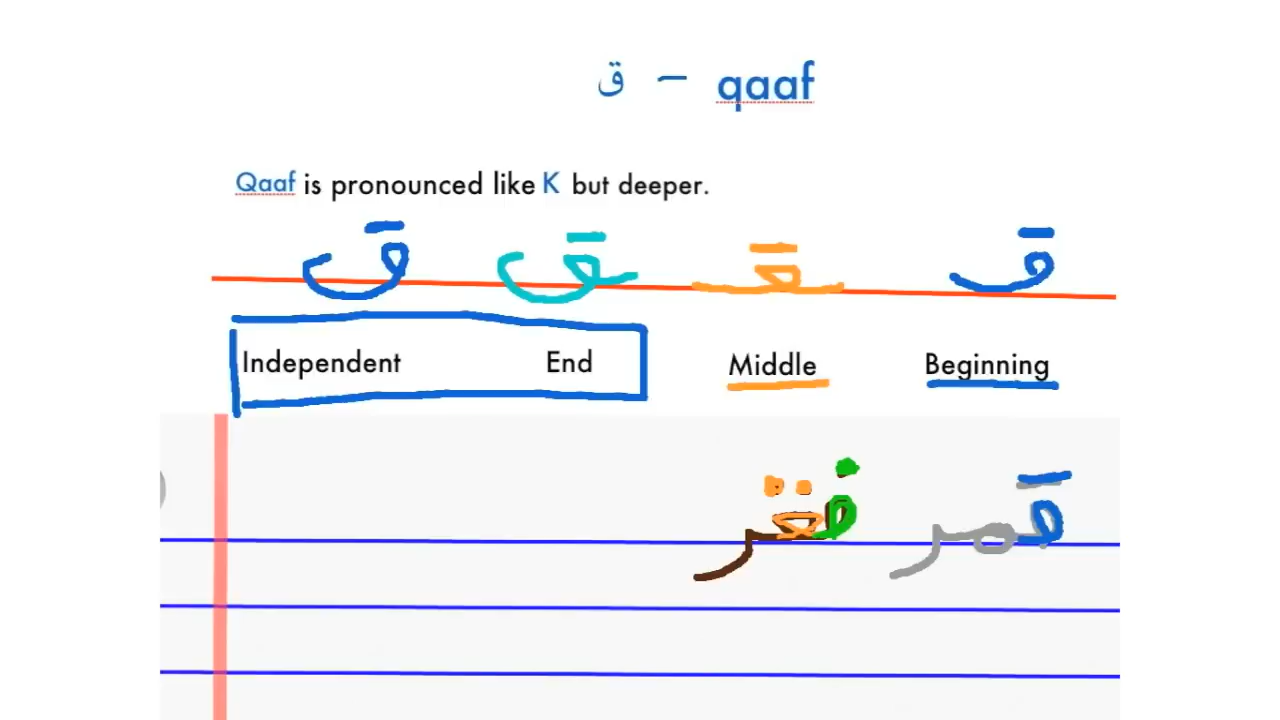 ق – qaaf
Qaaf is pronounced like K but deeper.
ق ـق ـقـ قـ
Independent End Middle Beginning
فقر قمر